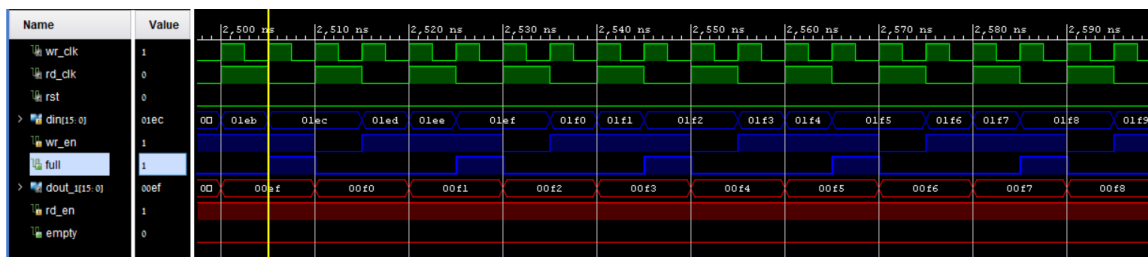 Name Value 2,500 ns 2,510 ns 2,520 ns 2,530 ns 2,540 ns 2,550 ns 2,560 ns 2,570 ns 2,580 ns 2,590 ns
wr_clk 1
rd_clk 0
rst 0
din[15:0] 01ec 01eb 01ec 01ed 01ee 01ef 01f0 01f1 01f2 01f3 01f4 01f5 01f6 01f7 01f8 01f9
wr_en 1
full 1
dout_1[15:0] 00ef 00ef 00f0 00f1 00f2 00f3 00f4 00f5 00f6 00f7 00f8
rd_en 1
empty 0